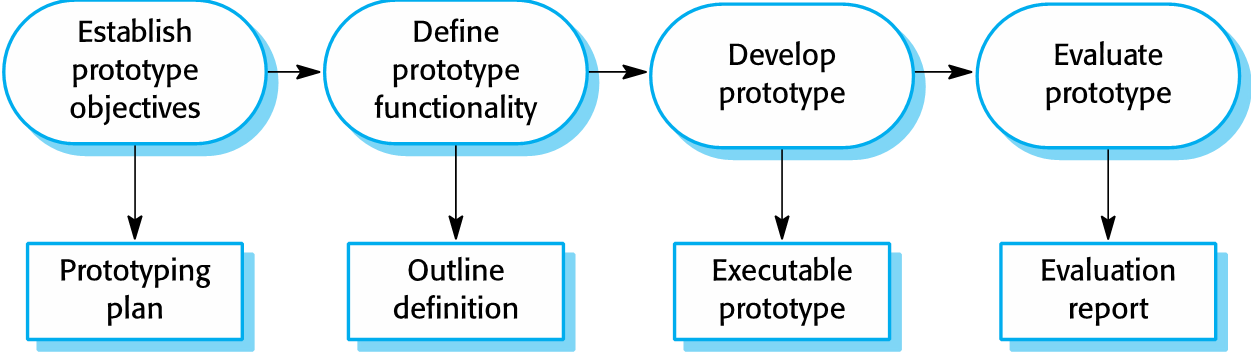 Establish
prototype
objectives
Define
prototype
functionality
Develop
prototype
Evaluate
prototype
Prototyping
plan
Outline
definition
Executable
prototype
Evaluation
report